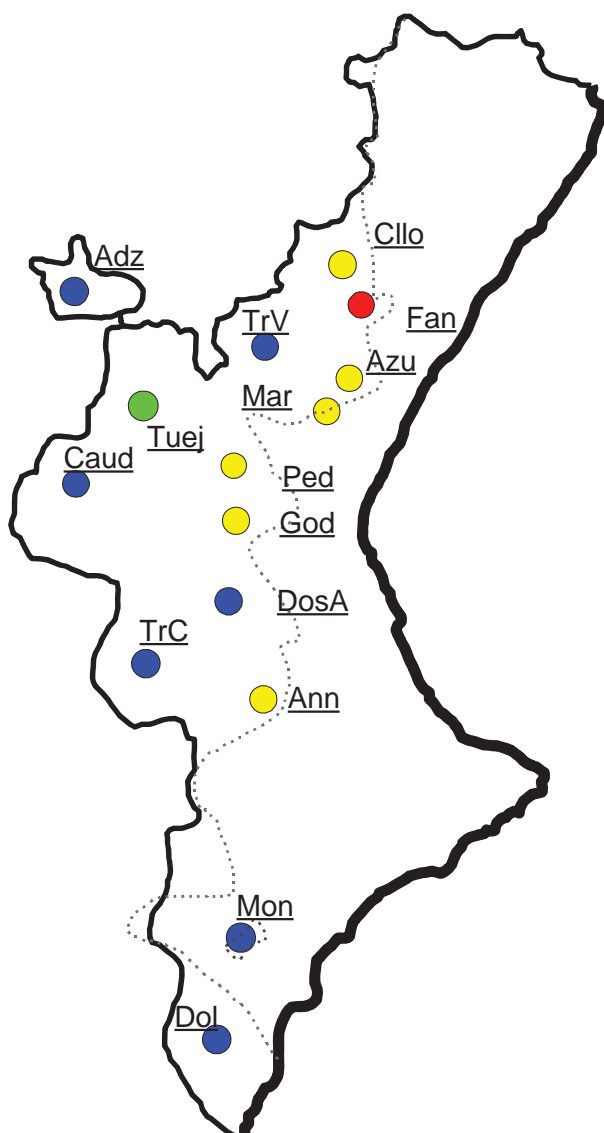 Cllo
Adz
Fan
TrV
Azu
Mar
Tuej
Caud
Ped
God
DosA
TrC
Ann
Mon
Dol